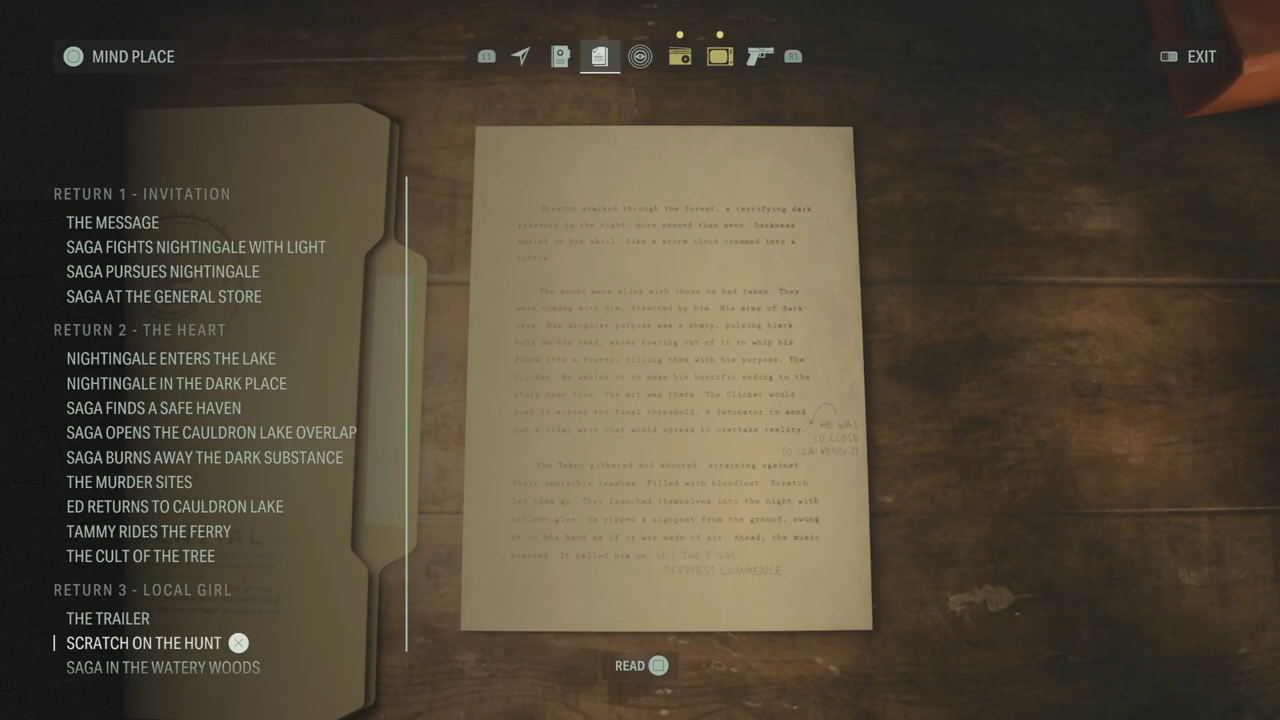 MIND PLACE
L1
R1
EXIT
RETURN 1 - INVITATION
THE MESSAGE
SAGA FIGHTS NIGHTINGALE WITH LIGHT
SAGA PURSUES NIGHTINGALE
SAGA AT THE GENERAL STORE
RETURN 2 - THE HEART
NIGHTINGALE ENTERS THE LAKE
NIGHTINGALE IN THE DARK PLACE
SAGA FINDS A SAFE HAVEN
SAGA OPENS THE CAULDRON LAKE OVERLAP
SAGA BURNS AWAY THE DARK SUBSTANCE
THE MURDER SITES
ED RETURNS TO CAULDRON LAKE
TAMMY RIDES THE FERRY
THE CULT OF THE TREE
RETURN 3 - LOCAL GIRL
THE TRAILER
SCRATCH ON THE HUNT
SAGA IN THE WATERY WOODS
Scratch stalked through the forest, a terrifying dark
presence in the night, more sensed than seen. Darkness
boiled in his skull. Like a storm cloud crammed into a
bottle.
The woods were alive with those he had taken. They
were coming with him, directed by him. His army of dark-
ness. His singular purpose was a sharp, pulsing black
hole in his head, waves roaring out of it to whip his
flock into a frenzy, filling them with his purpose. The
Clicker. He wanted it to make his horrific ending to the
story come true. The art was there. The Clicker would
push it across the final threshold. A detonator to send
out a tidal wave that would spread to overtake reality.
HE WAS
SO CLOSE
TO CLAIMING IT
The Taken gibbered and shouted, straining against
their invisible leashes. Filled with bloodlust. Scratch
let them go. They launched themselves into the night with
violent glee. He ripped a signpost from the ground, swung
it in his hand as if it was made of air. Ahead, the music
started. It called him on. LET THE FINAL
DEERFEST COMMENCE
READ